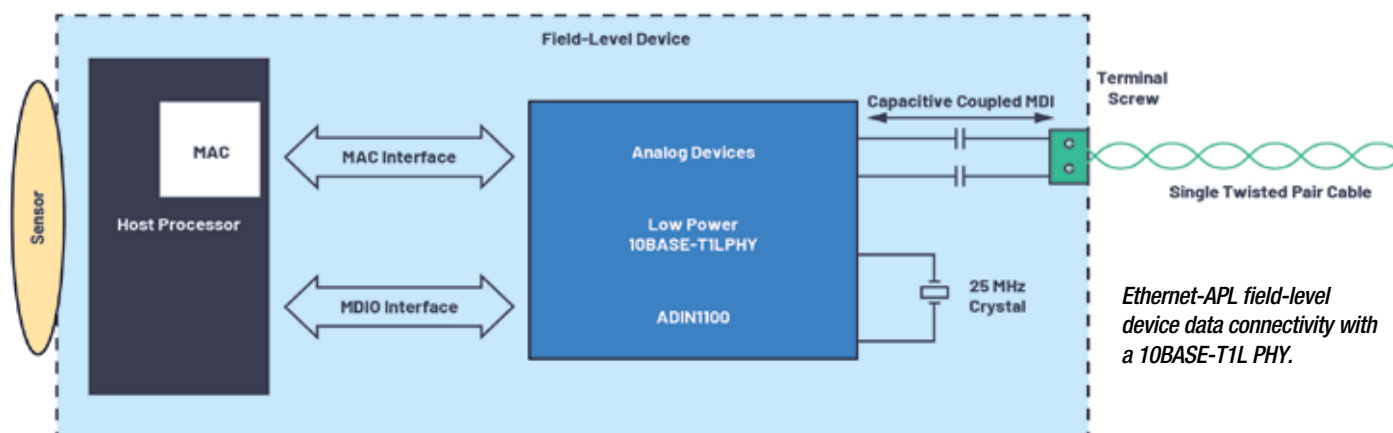 Field-Level Device
Sensor
MAC
Host Processor
MAC Interface
MDIO Interface
Analog Devices
Low Power
10BASE-T1LPHY
ADIN1100
Capacitive Coupled MDI
25 MHz
Crystal
Terminal
Screw
Single Twisted Pair Cable
Ethernet-APL field-level
device data connectivity with
a 10BASE-T1L PHY.